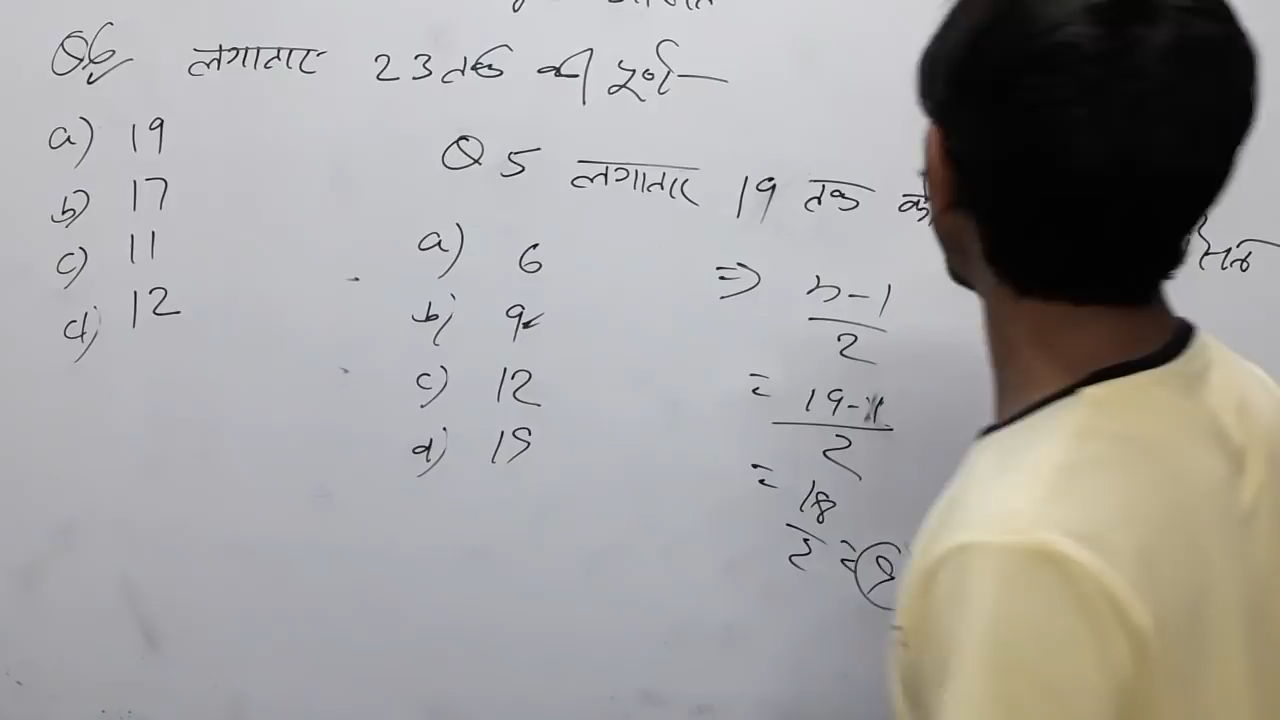 Q6 लगातार 23 तक की पूर्ण
a) 19
b) 17
c) 11
d) 12
Q 5 लगातार 19 तक
a) 6
b) 9
c) 12
d) 15
⇒ n-1
2
= 19-1
2
= 18
2
= 9